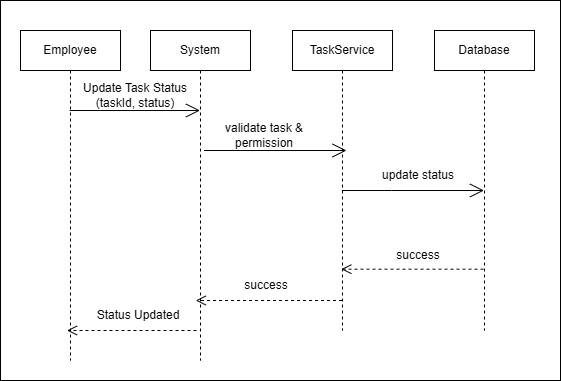 Employee
System
TaskService
Database
Update Task Status
(taskId, status)
validate task &
permission
update status
success
success
Status Updated